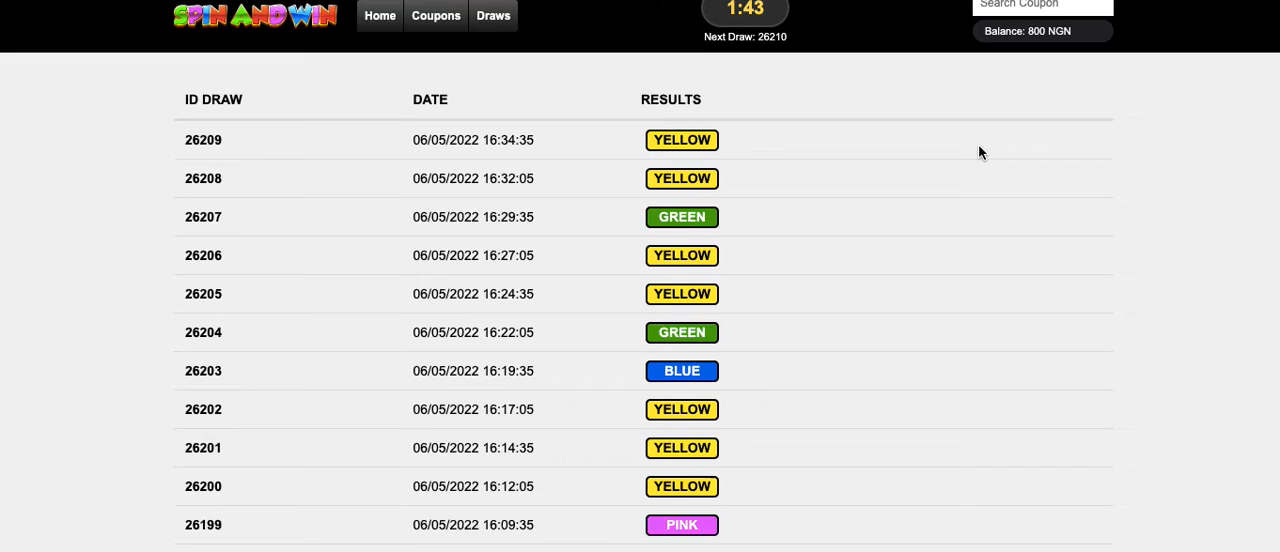 SPIN AND WIN Home Coupons Draws 1:43 Search Coupon
Next Draw: 26210 Balance: 800 NGN
ID DRAW DATE RESULTS
26209 06/05/2022 16:34:35 YELLOW
26208 06/05/2022 16:32:05 YELLOW
26207 06/05/2022 16:29:35 GREEN
26206 06/05/2022 16:27:05 YELLOW
26205 06/05/2022 16:24:35 YELLOW
26204 06/05/2022 16:22:05 GREEN
26203 06/05/2022 16:19:35 BLUE
26202 06/05/2022 16:17:05 YELLOW
26201 06/05/2022 16:14:35 YELLOW
26200 06/05/2022 16:12:05 YELLOW
26199 06/05/2022 16:09:35 PINK